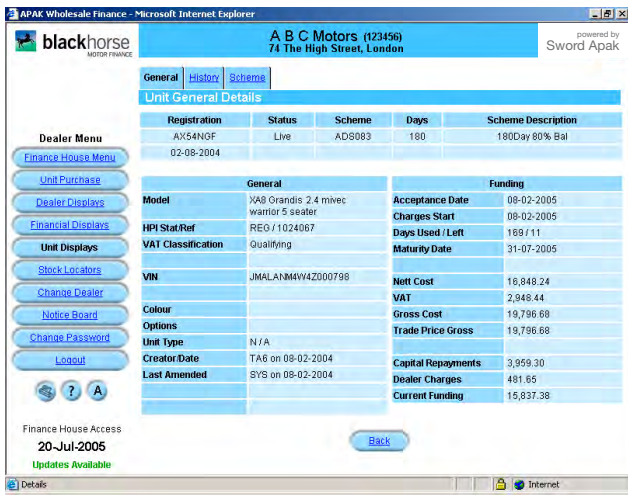 APAK Wholesale Finance - Microsoft Internet Explorer
blackhorse
MOTOR FINANCE
A B C Motors (123456)
74 The High Street, London
powered by
Sword Apak
General History Scheme
Unit General Details
Registration Status Scheme Days Scheme Description
AX54NGF Live ADS083 180 180Day 80% Bal
02-08-2004
Dealer Menu
Finance House Menu
Unit Purchase
Dealer Displays
Financial Displays
Unit Displays
Stock Locators
Change Dealer
Notice Board
Change Password
Logout
? A
Finance House Access
20-Jul-2005
Updates Available
General
Model XA8 Grandis 2.4 mivec
warrior 5 seater
HPI Stat/Ref REG / 1024067
VAT Classification Qualifying
VIN JMALANM4W4Z000798
Colour
Options
Unit Type N / A
Creator/Date TA6 on 08-02-2004
Last Amended SYS on 08-02-2004
Funding
Acceptance Date 08-02-2005
Charges Start 08-02-2005
Days Used / Left 169 / 11
Maturity Date 31-07-2005
Nett Cost 16,848.24
VAT 2,948.44
Gross Cost 19,796.68
Trade Price Gross 19,796.68
Capital Repayments 3,959.30
Dealer Charges 481.65
Current Funding 15,837.38
Back
Details Internet